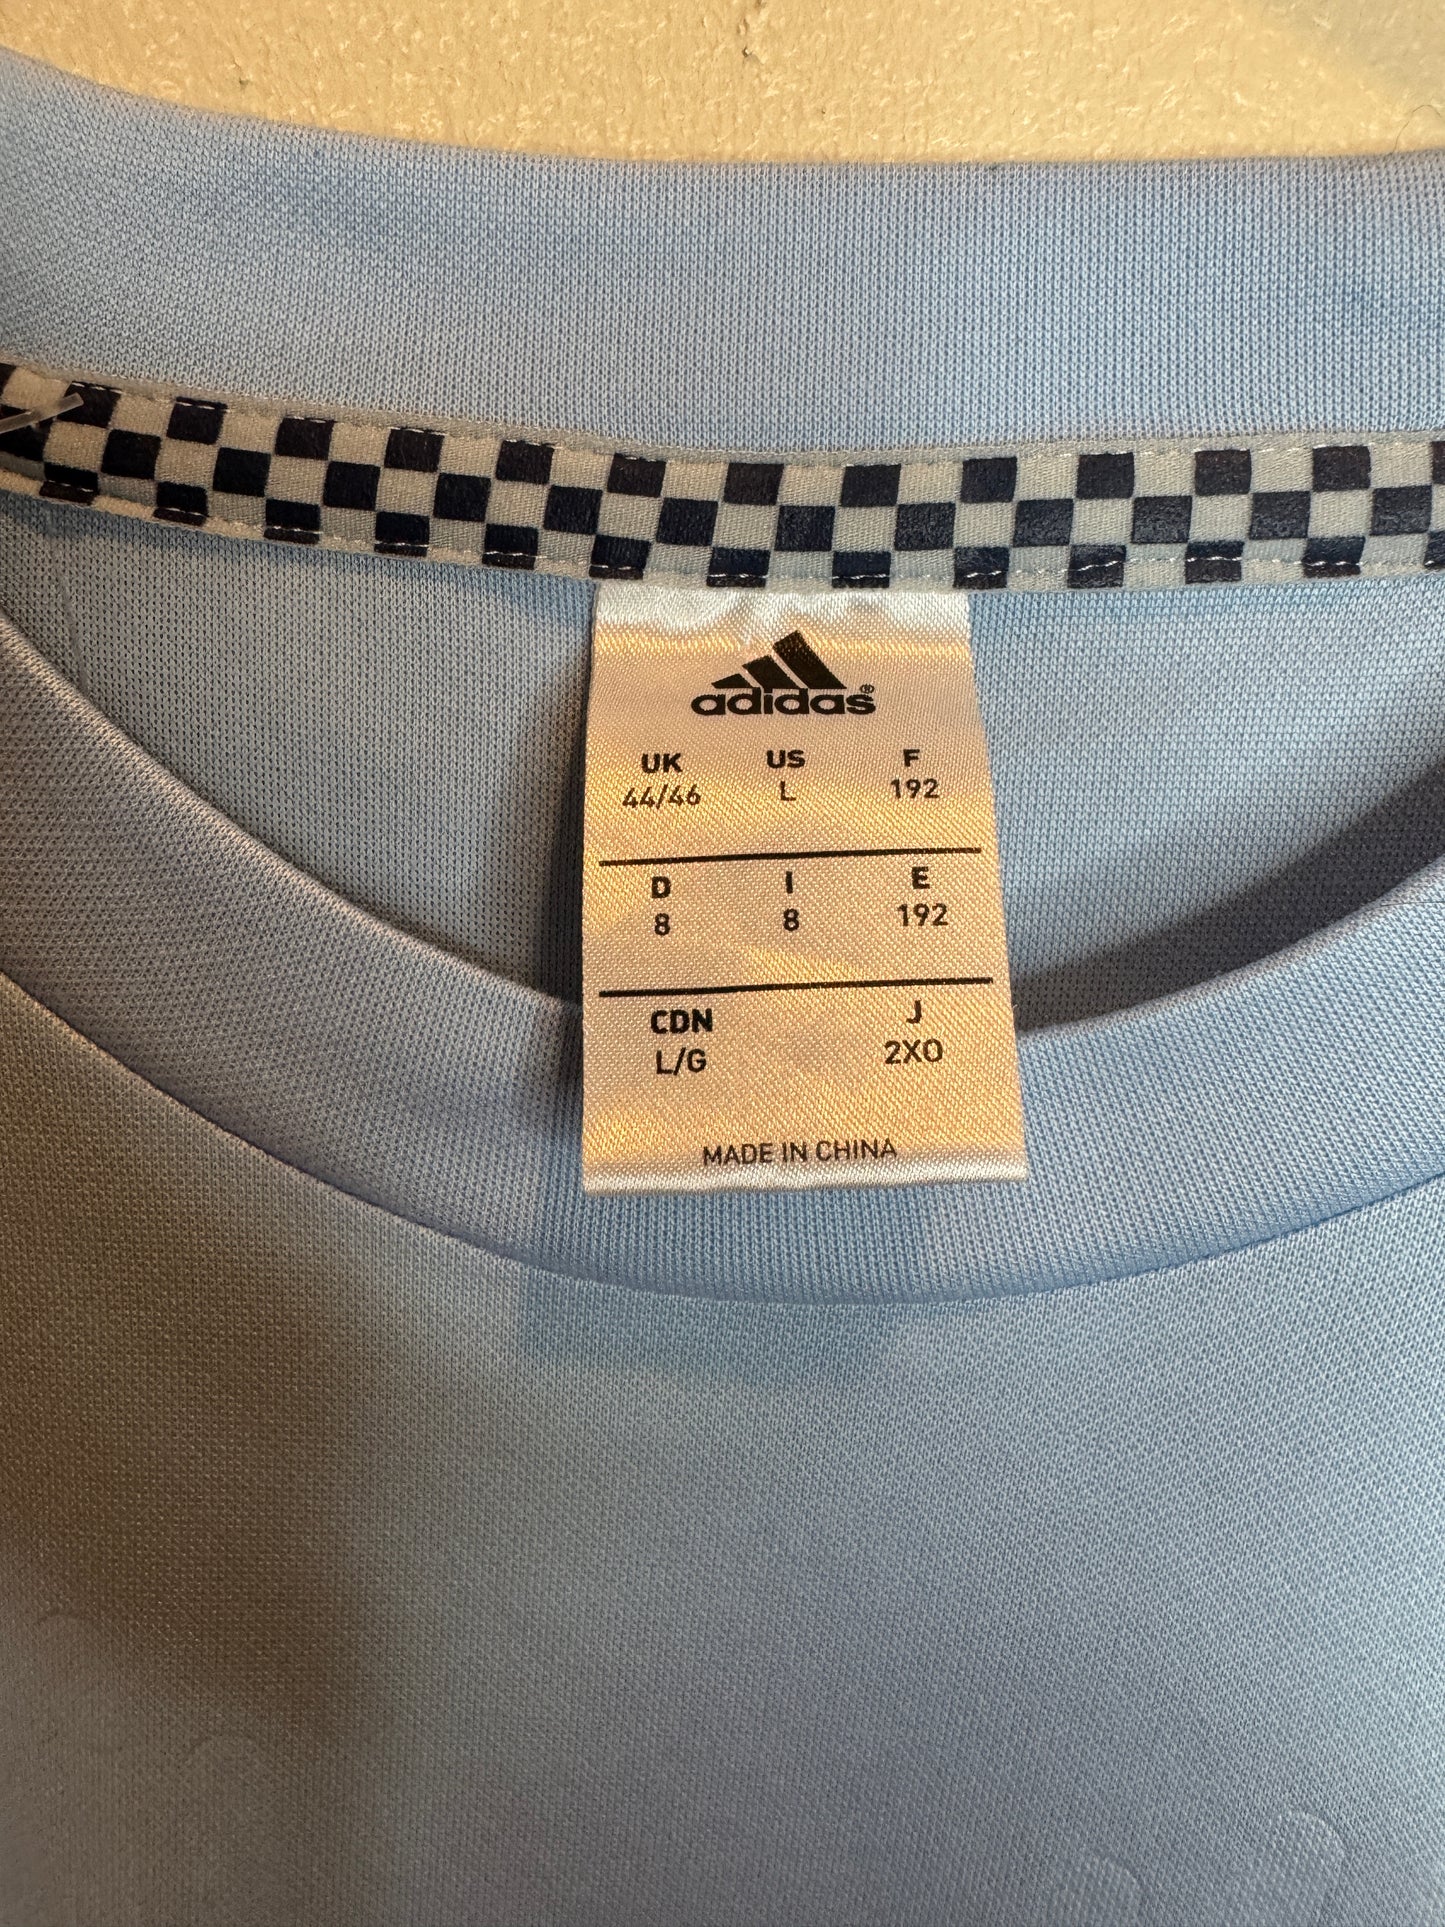 adidas®
UK US F
44/46 L 192
D I E
8 8 192
CDN J
L/G 2XO
MADE IN CHINA